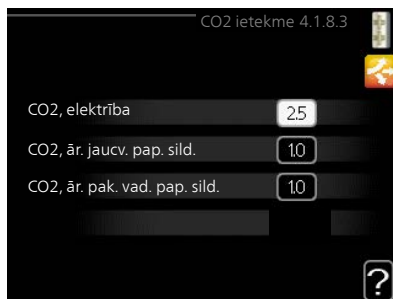 CO2 ietekme 4.1.8.3
CO2, elektrība 2.5
CO2, ār. jaucv. pap. sild. 1.0
CO2, ār. pak. vad. pap. sild. 1.0
?